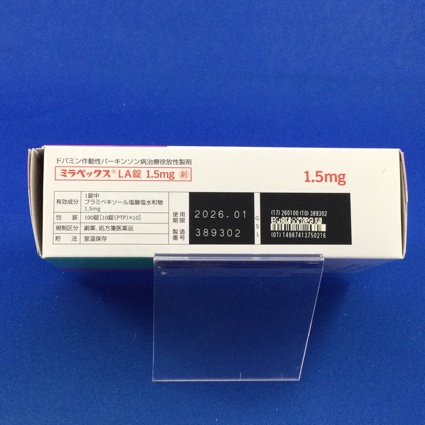 ドパミン作動性パーキンソン病治療徐放性製剤
ミラペックス® LA錠 1.5mg 劇
1.5mg
有効成分 1錠中
プラミペキソール塩酸塩水和物
1.5mg
包装 100錠[10錠(PTP)×10]
規制区分 劇薬、処方箋医薬品
貯法 室温保存
使用期限 2026.01
製造番号 389302
GS1
(17) 260100 (10) 389302
(01) 14987413750216